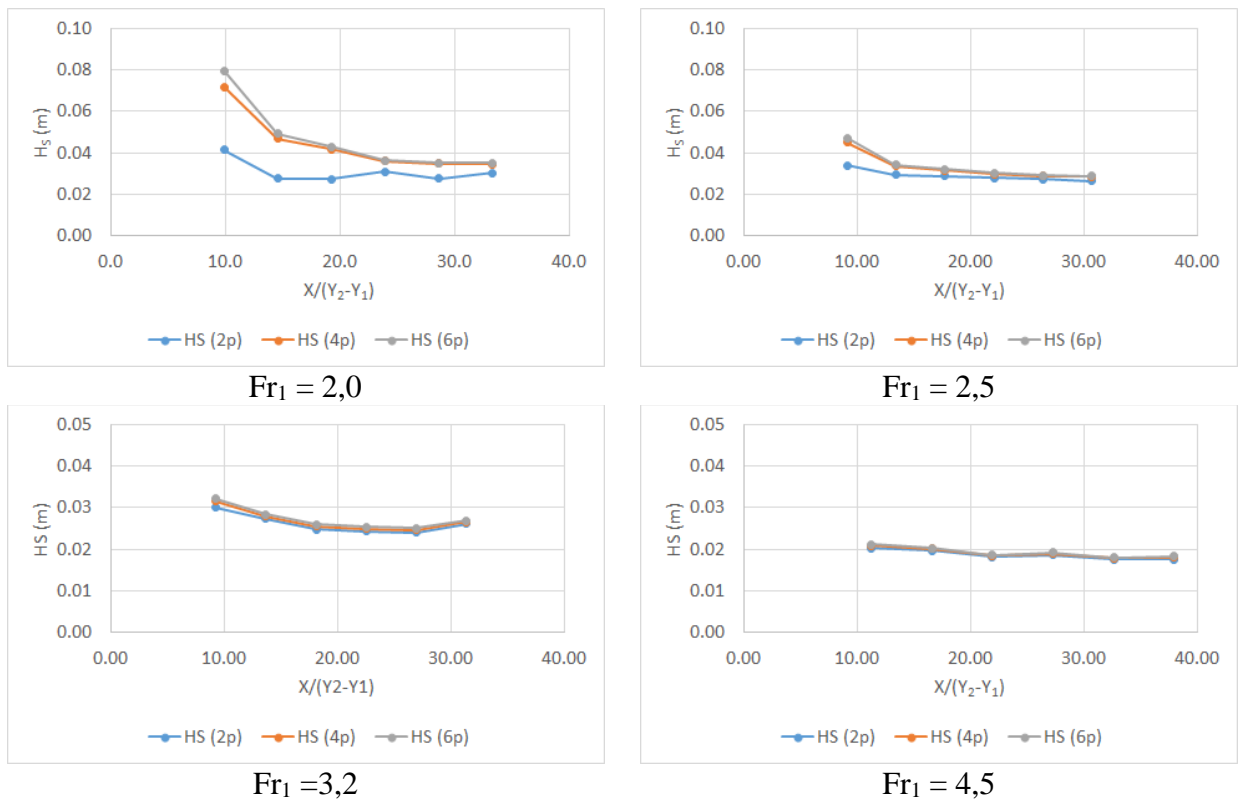 0.10
0.08
0.06
0.04
0.02
0.00
HS (m)
0.0 10.0 20.0 30.0 40.0
X/(Y2-Y1)
HS (2p) HS (4p) HS (6p)
Fr1 = 2,0
0.10
0.08
0.06
0.04
0.02
0.00
HS (m)
0.00 10.00 20.00 30.00 40.00
X/(Y2-Y1)
HS (2p) HS (4p) HS (6p)
Fr1 = 2,5
0.05
0.04
0.03
0.02
0.01
0.00
HS (m)
0.00 10.00 20.00 30.00 40.00
X/(Y2-Y1)
HS (2p) HS (4p) HS (6p)
Fr1 =3,2
0.05
0.04
0.03
0.02
0.01
0.00
HS (m)
0.00 10.00 20.00 30.00 40.00
X/(Y2-Y1)
HS (2p) HS (4p) HS (6p)
Fr1 = 4,5